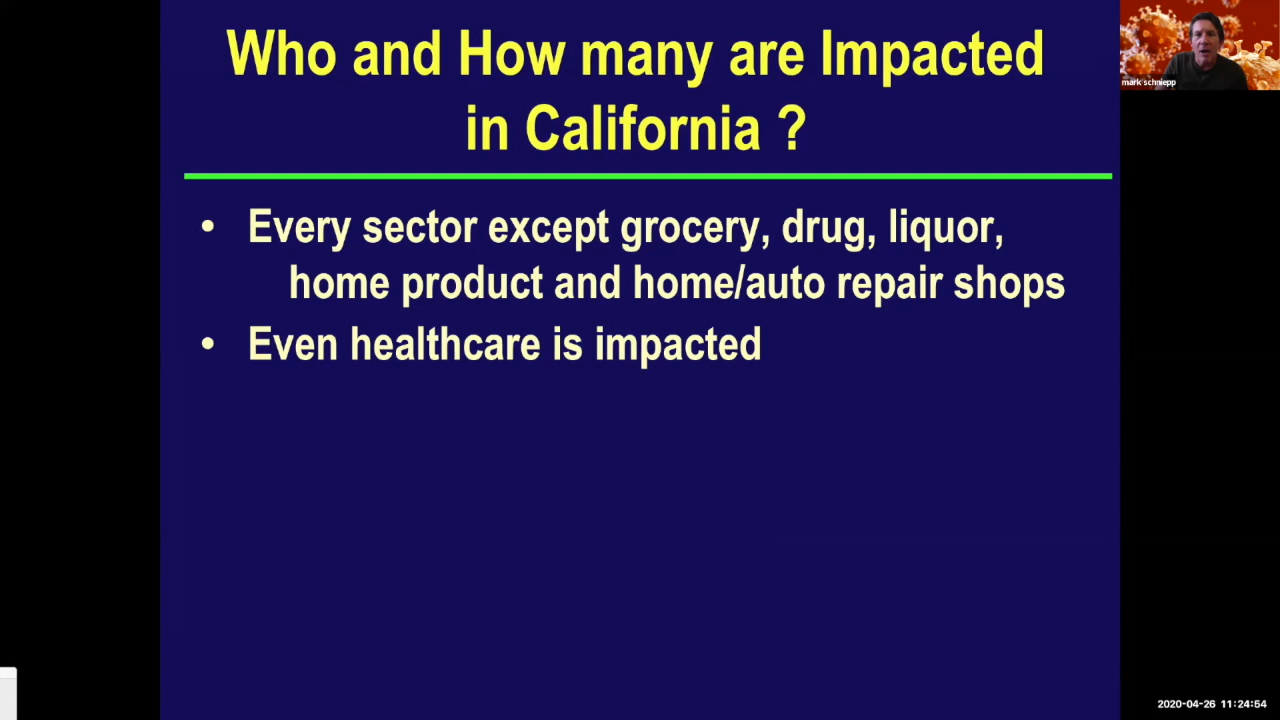 Who and How many are Impacted
in California ?
• Every sector except grocery, drug, liquor,
home product and home/auto repair shops
• Even healthcare is impacted
mark schniepp
2020-04-26 11:24:54